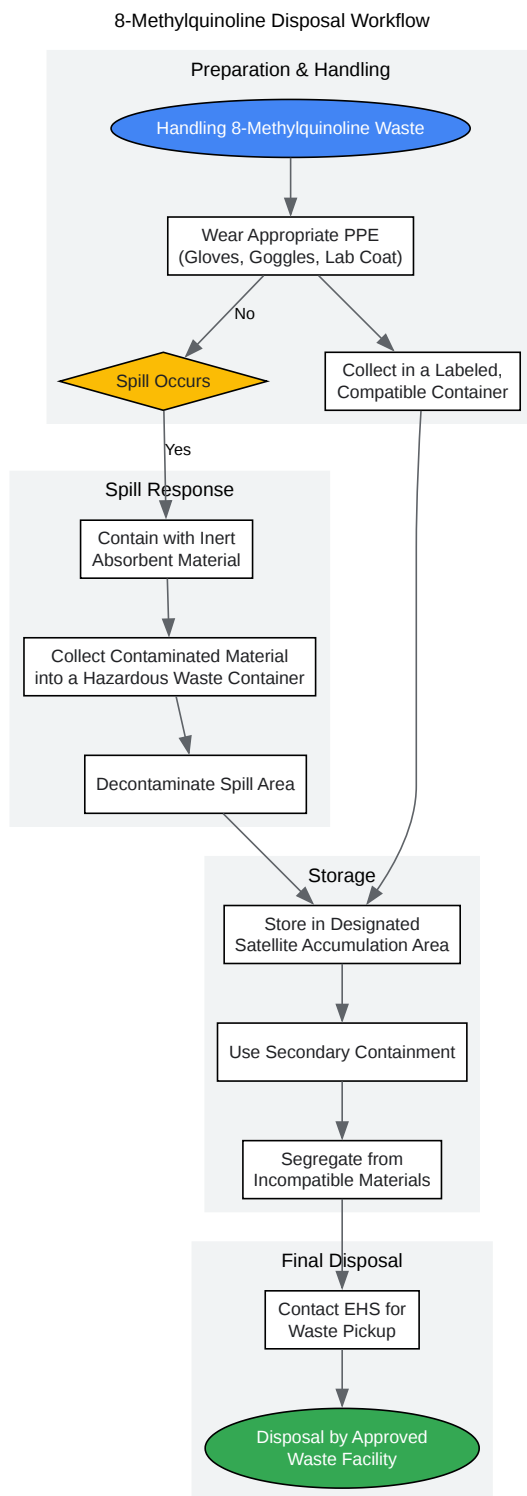 8-Methylquinoline Disposal Workflow
Preparation & Handling
Handling 8-Methylquinoline Waste
Wear Appropriate PPE
(Gloves, Goggles, Lab Coat)
No
Spill Occurs
Collect in a Labeled,
Compatible Container
Yes
Spill Response
Contain with Inert
Absorbent Material
Collect Contaminated Material
into a Hazardous Waste Container
Decontaminate Spill Area
Storage
Store in Designated
Satellite Accumulation Area
Use Secondary Containment
Segregate from
Incompatible Materials
Final Disposal
Contact EHS for
Waste Pickup
Disposal by Approved
Waste Facility